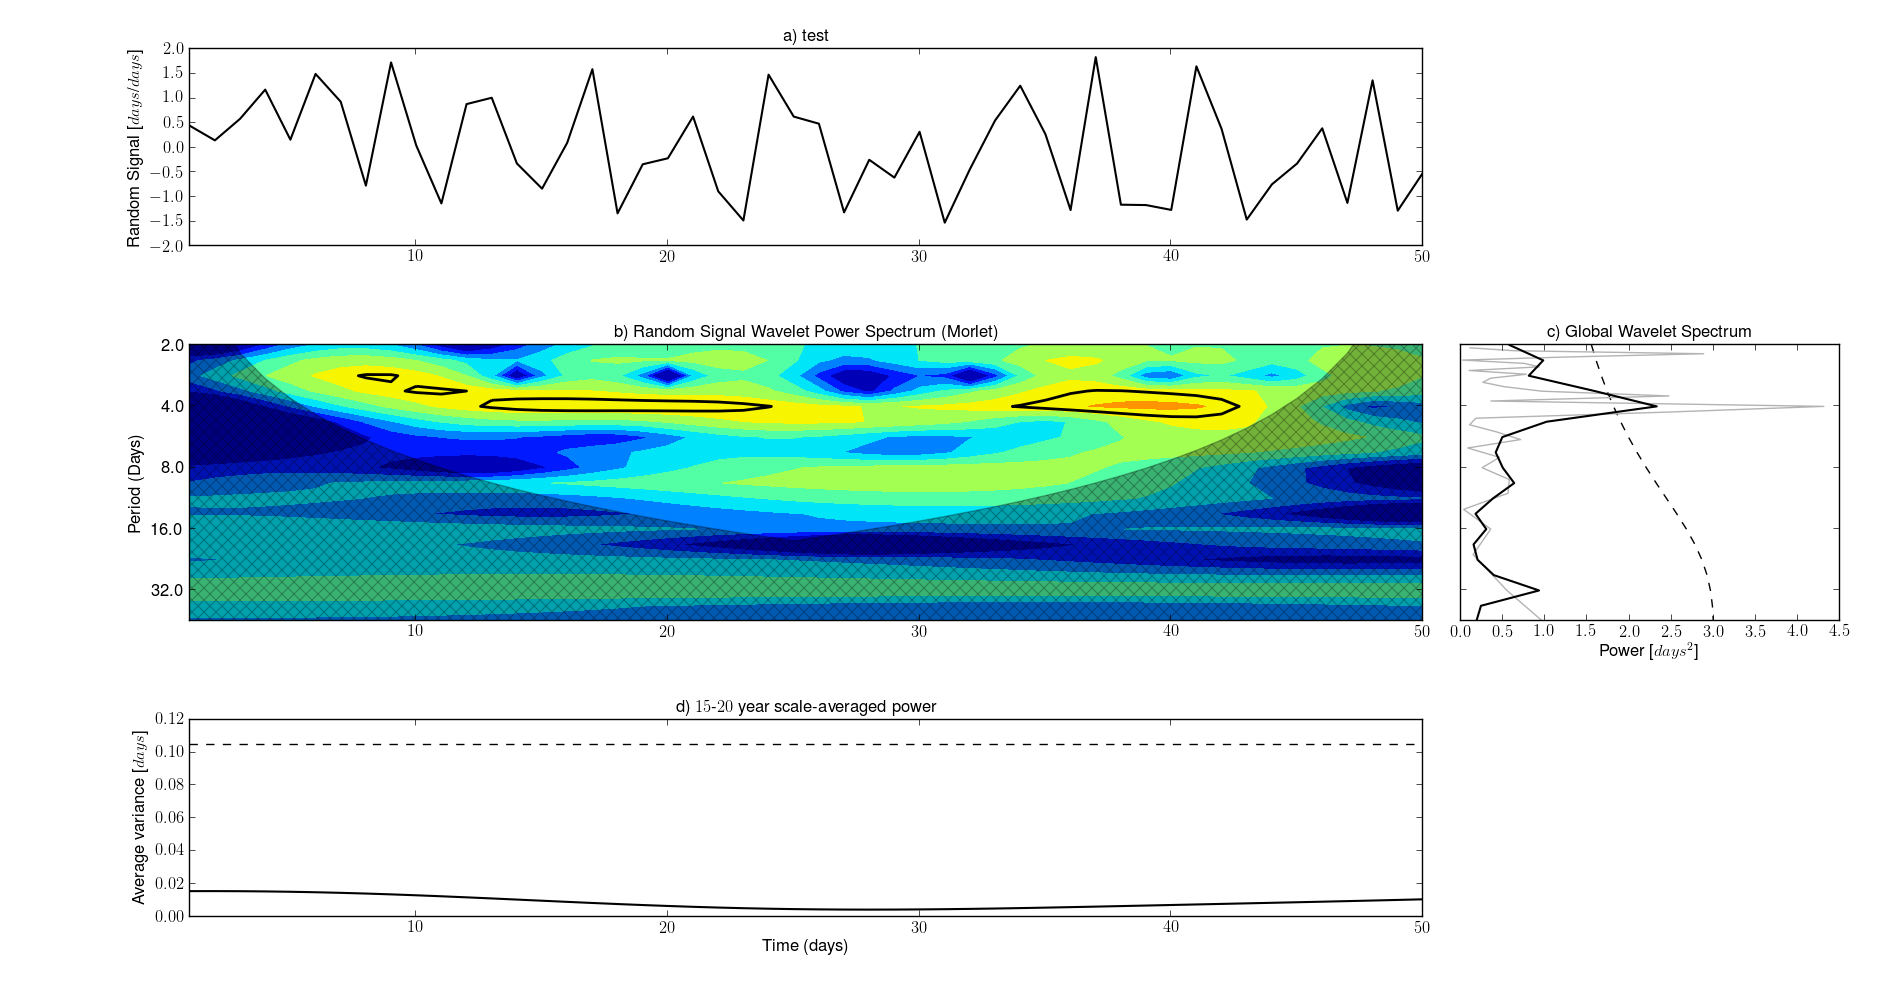 a) test
Random Signal [days/days]
2.0
1.5
1.0
0.5
0.0
−0.5
−1.0
−1.5
−2.0
10 20 30 40 50
b) Random Signal Wavelet Power Spectrum (Morlet)
Period (Days)
2.0
4.0
8.0
16.0
32.0
10 20 30 40 50
c) Global Wavelet Spectrum
0.0 0.5 1.0 1.5 2.0 2.5 3.0 3.5 4.0 4.5
Power [days²]
d) 15-20 year scale-averaged power
Average variance [days]
0.12
0.10
0.08
0.06
0.04
0.02
0.00
10 20 30 40 50
Time (days)